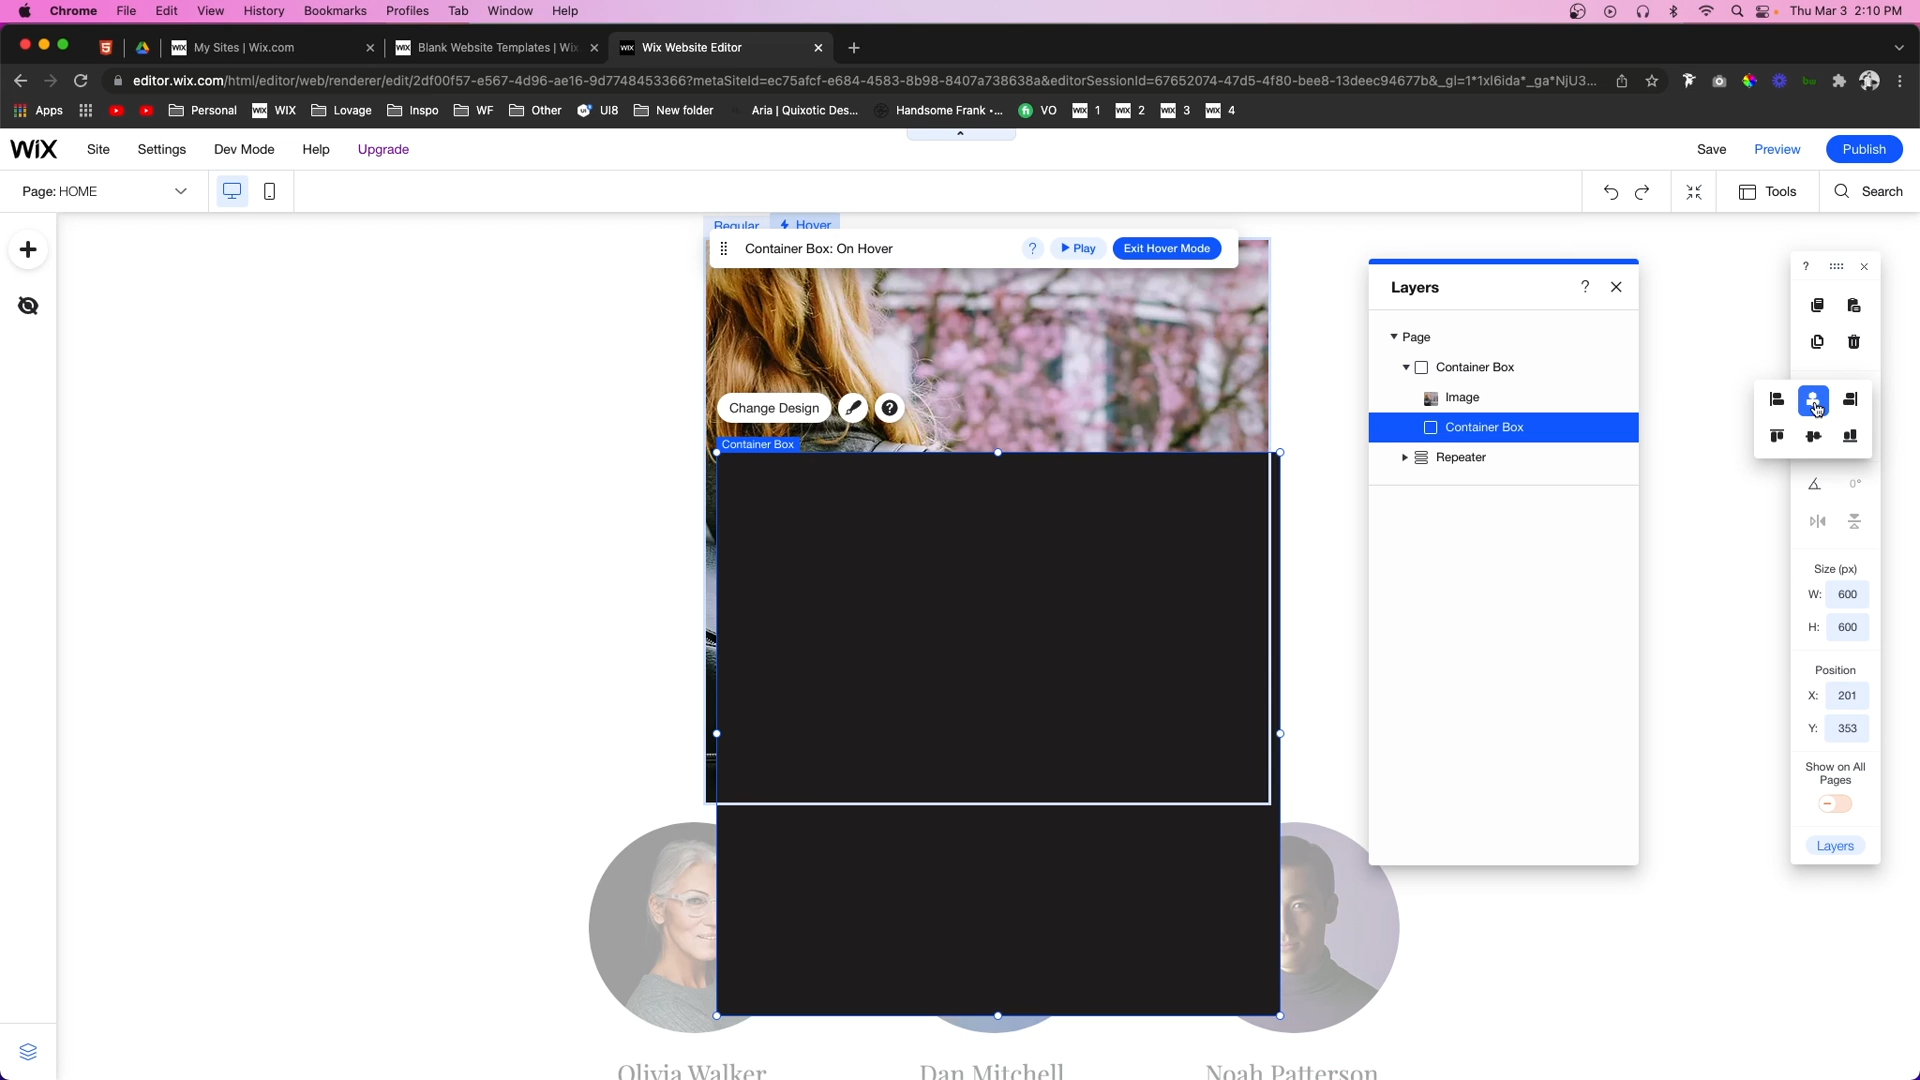 Chrome File Edit View History Bookmarks Profiles Tab Window Help Thu Mar 3 2:10 PM
WIX My Sites | Wix.com WIX Blank Website Templates | Wix WIX Wix Website Editor
editor.wix.com/html/editor/web/renderer/edit/2df00f57-e567-4d96-ae16-9d7748453366?metaSiteId=ec75afcf-e684-4583-8b98-8407a738638a&editorSessionId=67652074-47d5-4f80-bee8-13deec94677b&_gl=1*1xl6ida*_ga*NjU3...
Apps Personal WIX WIX Lovage Inspo WF Other UI8 New folder Aria | Quixotic Des... Handsome Frank •... VO WIX 1 WIX 2 WIX 3 WIX 4
WIX Site Settings Dev Mode Help Upgrade Save Preview Publish
Page: HOME Tools Search
Regular Hover
Container Box: On Hover ? Play Exit Hover Mode
Change Design ?
Container Box
Layers ?
Page
Container Box
Image
Container Box
Repeater
?
0°
Size (px)
W: 600
H: 600
Position
X: 201
Y: 353
Show on All
Pages
Layers
Olivia Walker Dan Mitchell Noah Patterson